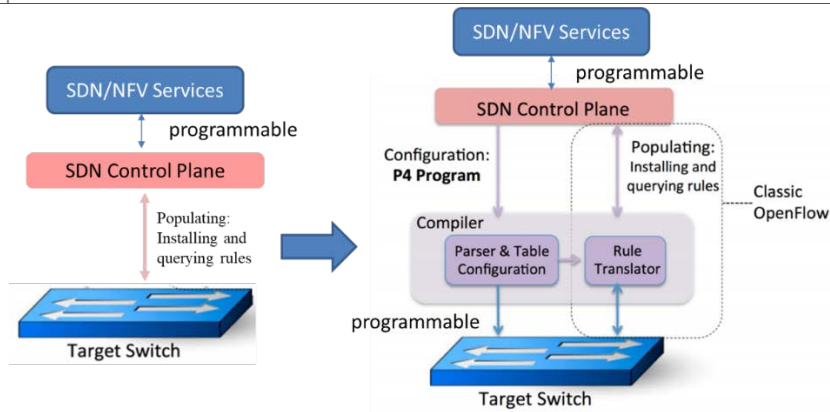 SDN/NFV Services
programmable
SDN Control Plane
Populating:
Installing and
querying rules
Target Switch
SDN/NFV Services
programmable
SDN Control Plane
Configuration:
P4 Program
Populating:
Installing and
querying rules
Classic
OpenFlow
Compiler
Parser & Table
Configuration
Rule
Translator
programmable
Target Switch